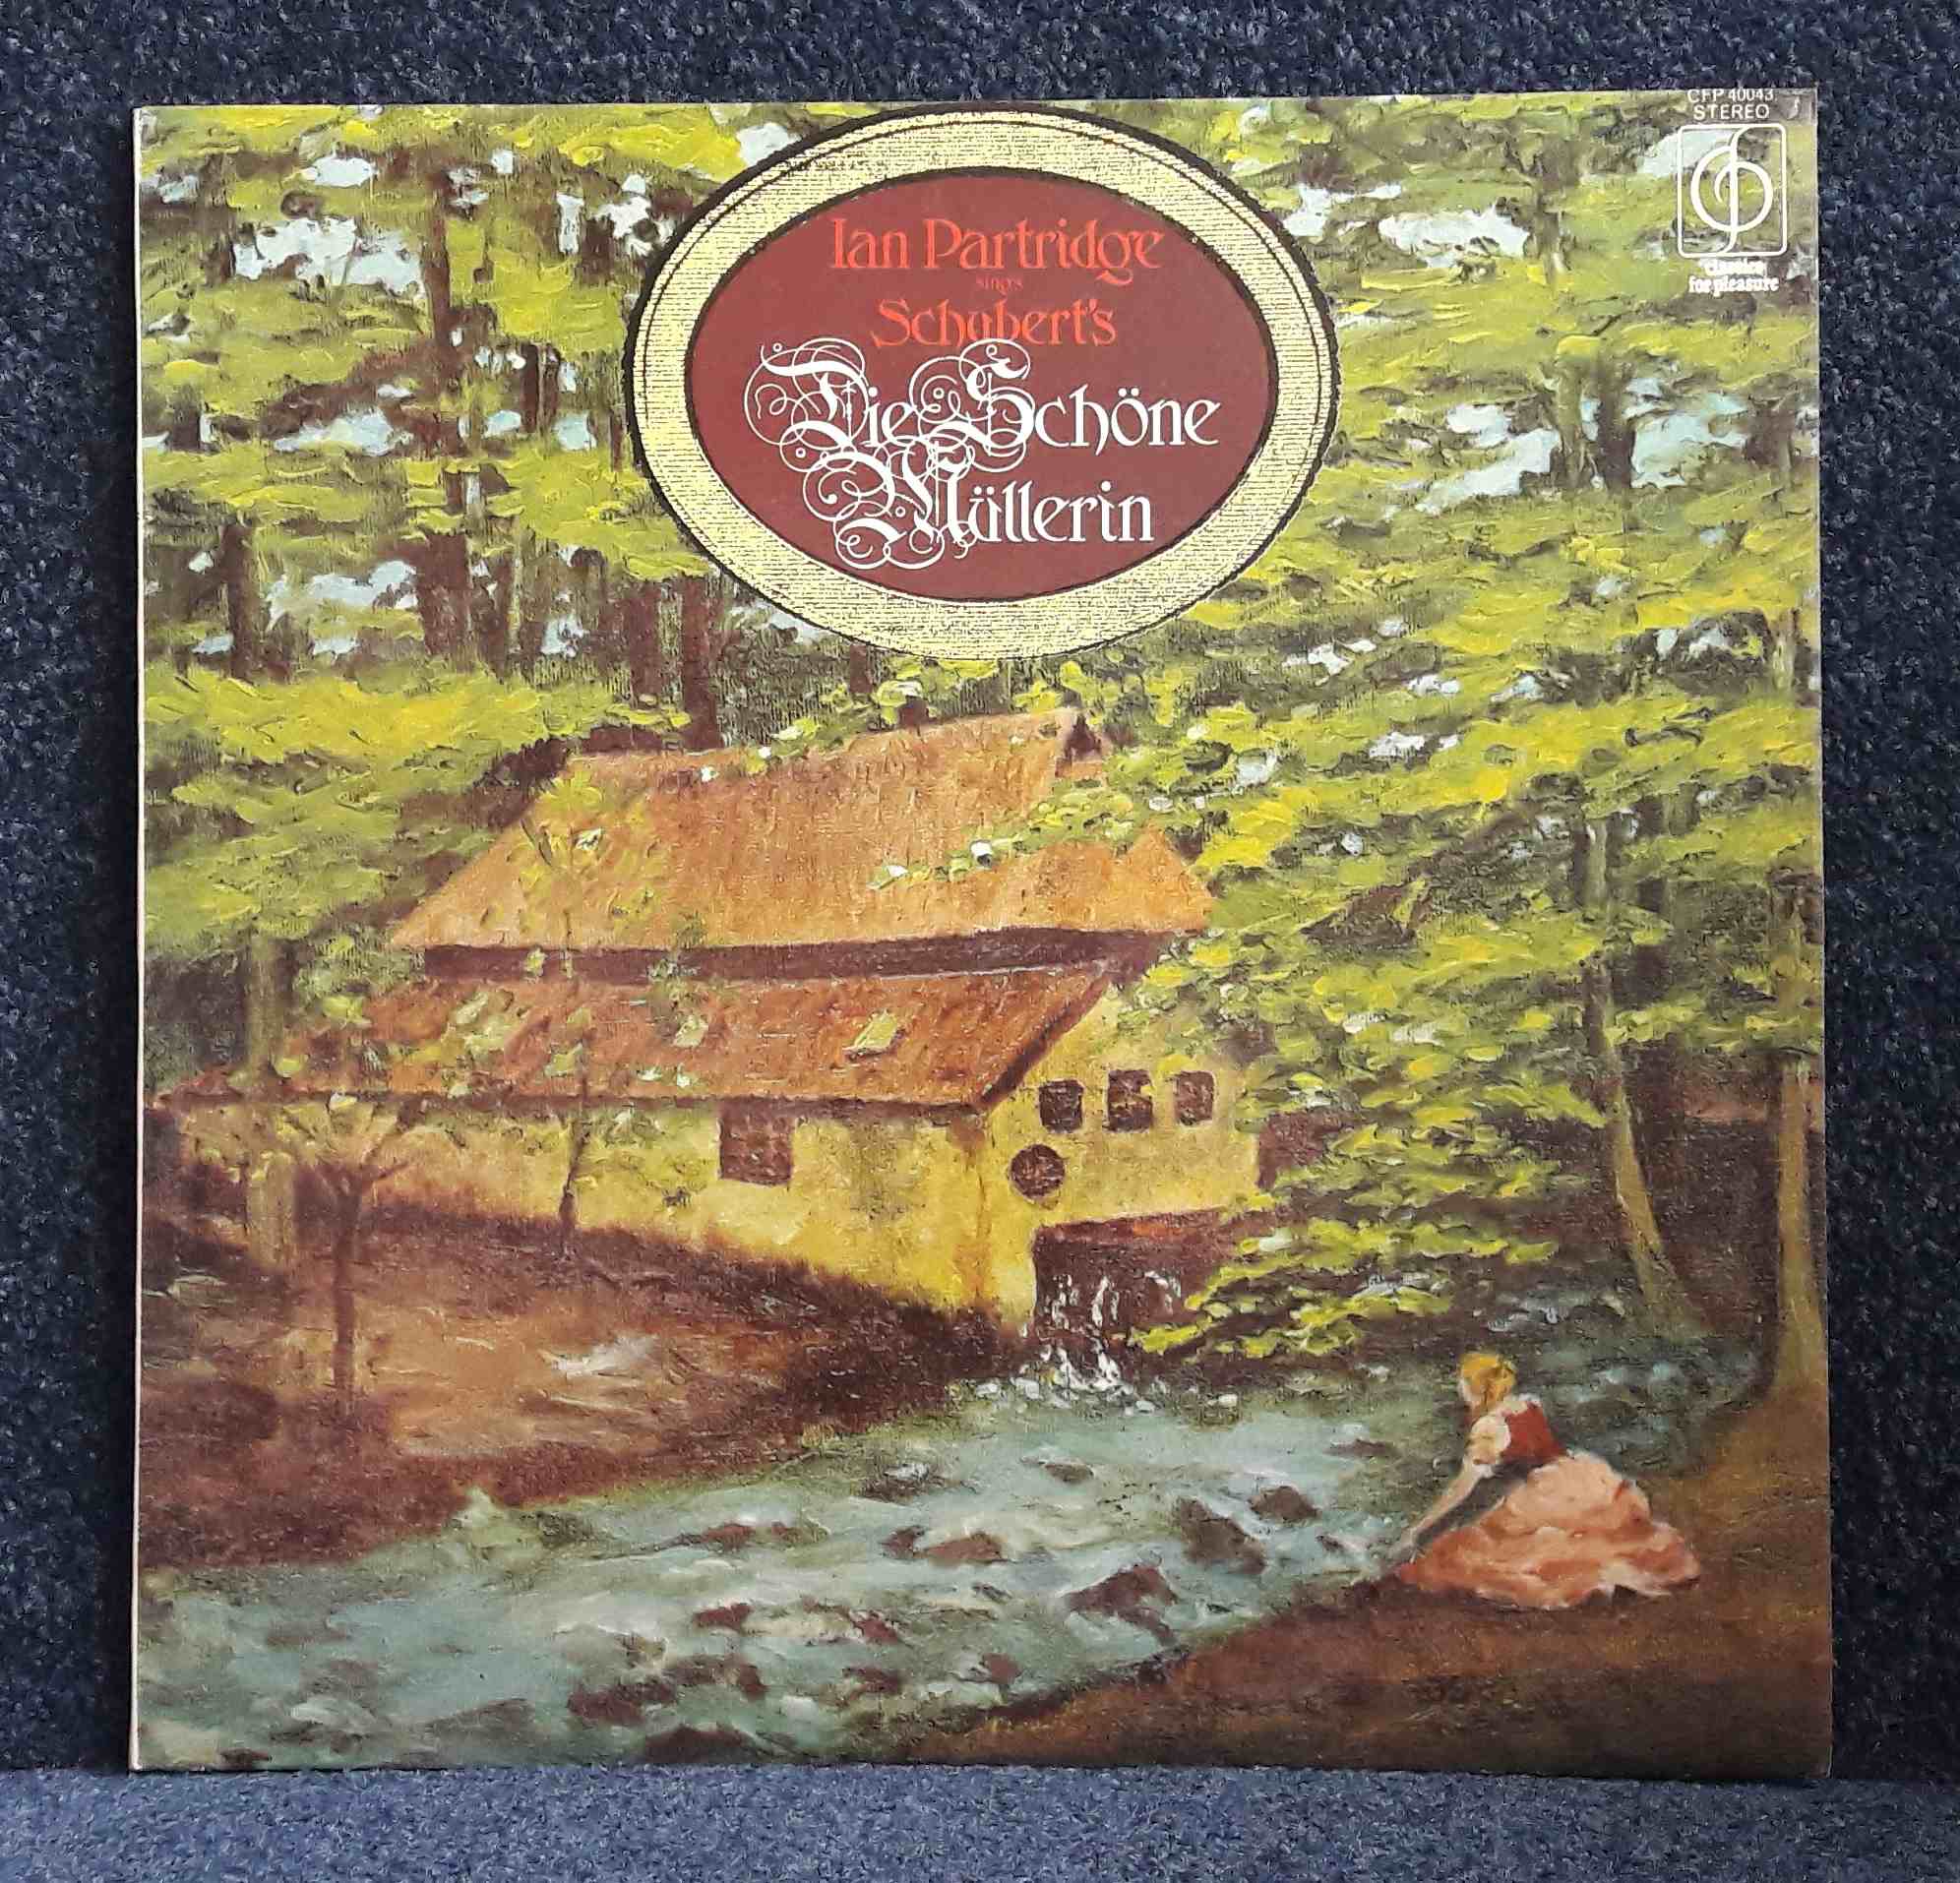 CFP 40043
STEREO
classics
for pleasure
Ian Partridge
sings
Schubert's
Die Schöne
Müllerin